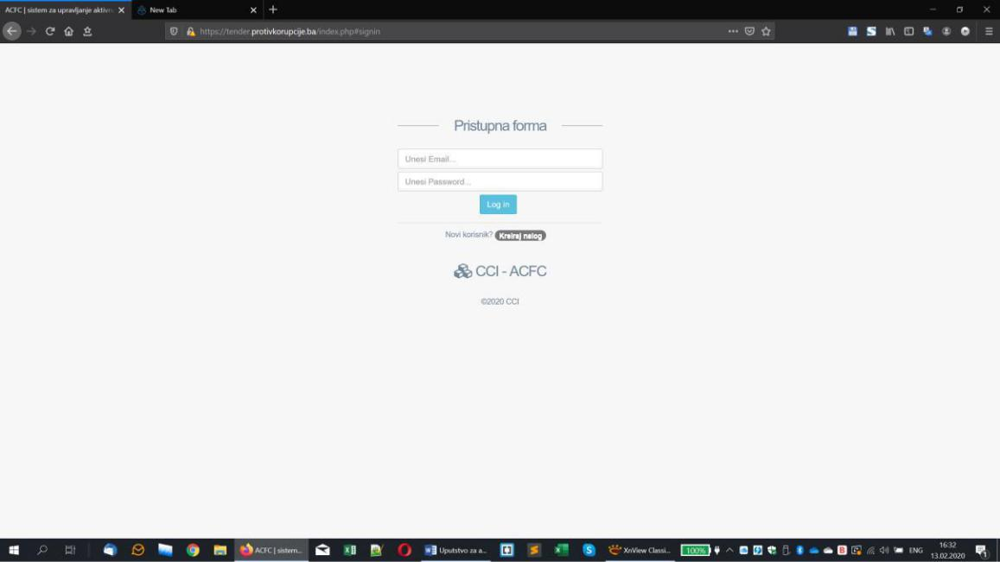 ACFC | sistem za upravljanje aktivn
New Tab
https://tender.protivkorupcije.ba/index.php#signin
Pristupna forma
Unesi Email...
Unesi Password...
Log in
Novi korisnik? Kreiraj nalog
CCI - ACFC
©2020 CCI
ACFC | sistem...
Uputstvo za a...
XnView Classi...
100%
ENG
16:32
13.02.2020